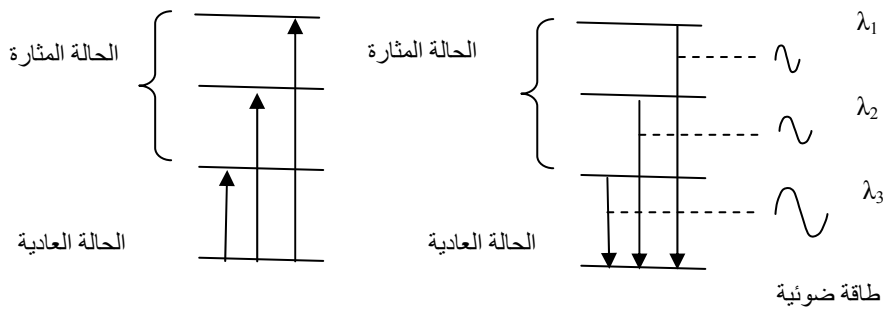 λ1
الحالة المثارة
الحالة المثارة
λ2
λ3
الحالة العادية
الحالة العادية
طاقة ضوئية